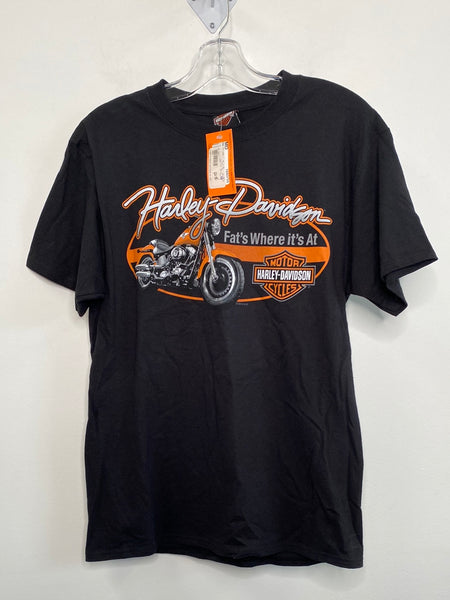 Harley-Davidson
Fat's Where it's At
MOTOR
HARLEY-DAVIDSON
CYCLES